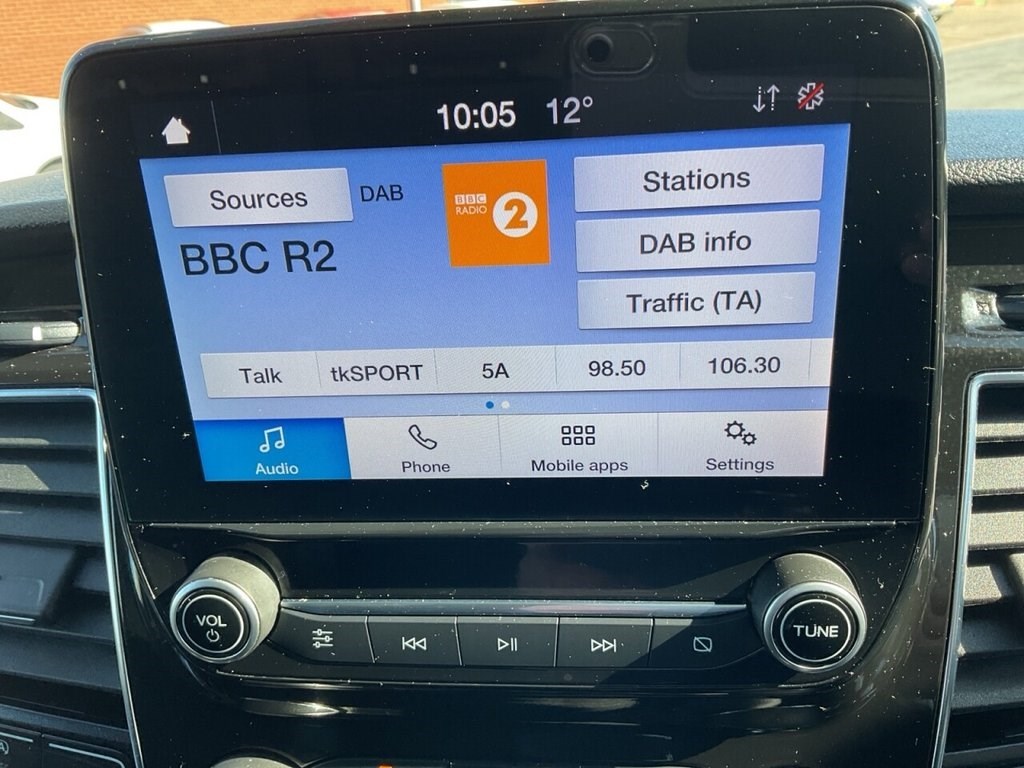 10:05 12°
Sources
DAB
BBC R2
BBC
RADIO
2
Stations
DAB info
Traffic (TA)
Talk
tkSPORT
5A
98.50
106.30
Audio
Phone
Mobile apps
Settings
VOL
TUNE